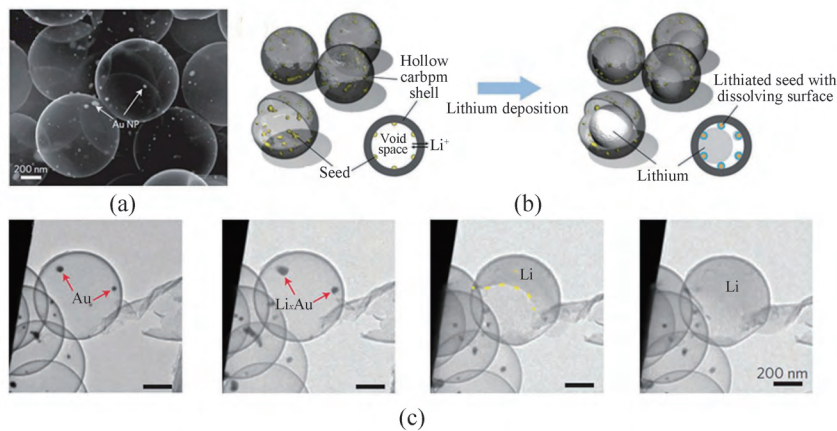 Au NP
200 nm
(a)
Hollow
carbpm
shell
Void
space
Li⁺
Seed
Lithium deposition
Lithiated seed with
dissolving surface
Lithium
(b)
Au
LiₓAu
Li
Li
200 nm
(c)